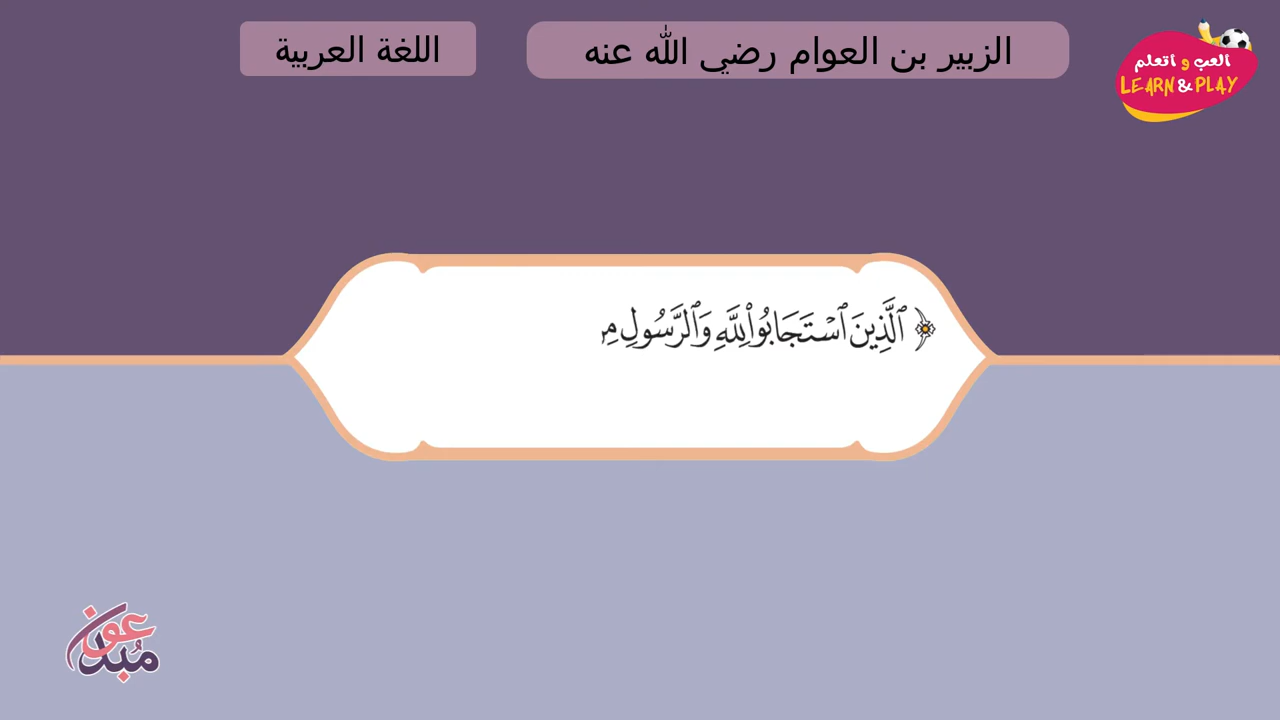 الزبير بن العوام رضي الله عنه
اللغة العربية
العب و أتعلم
LEARN & PLAY
﴿ ٱلَّذِينَ ٱسْتَجَابُوا۟ لِلَّهِ وَٱلرَّسُولِ
مُبدعون